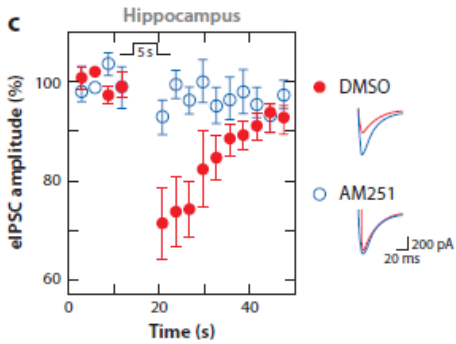 c
Hippocampus
5 s
eIPSC amplitude (%)
100
80
60
0
20
40
Time (s)
DMSO
AM251
200 pA
20 ms